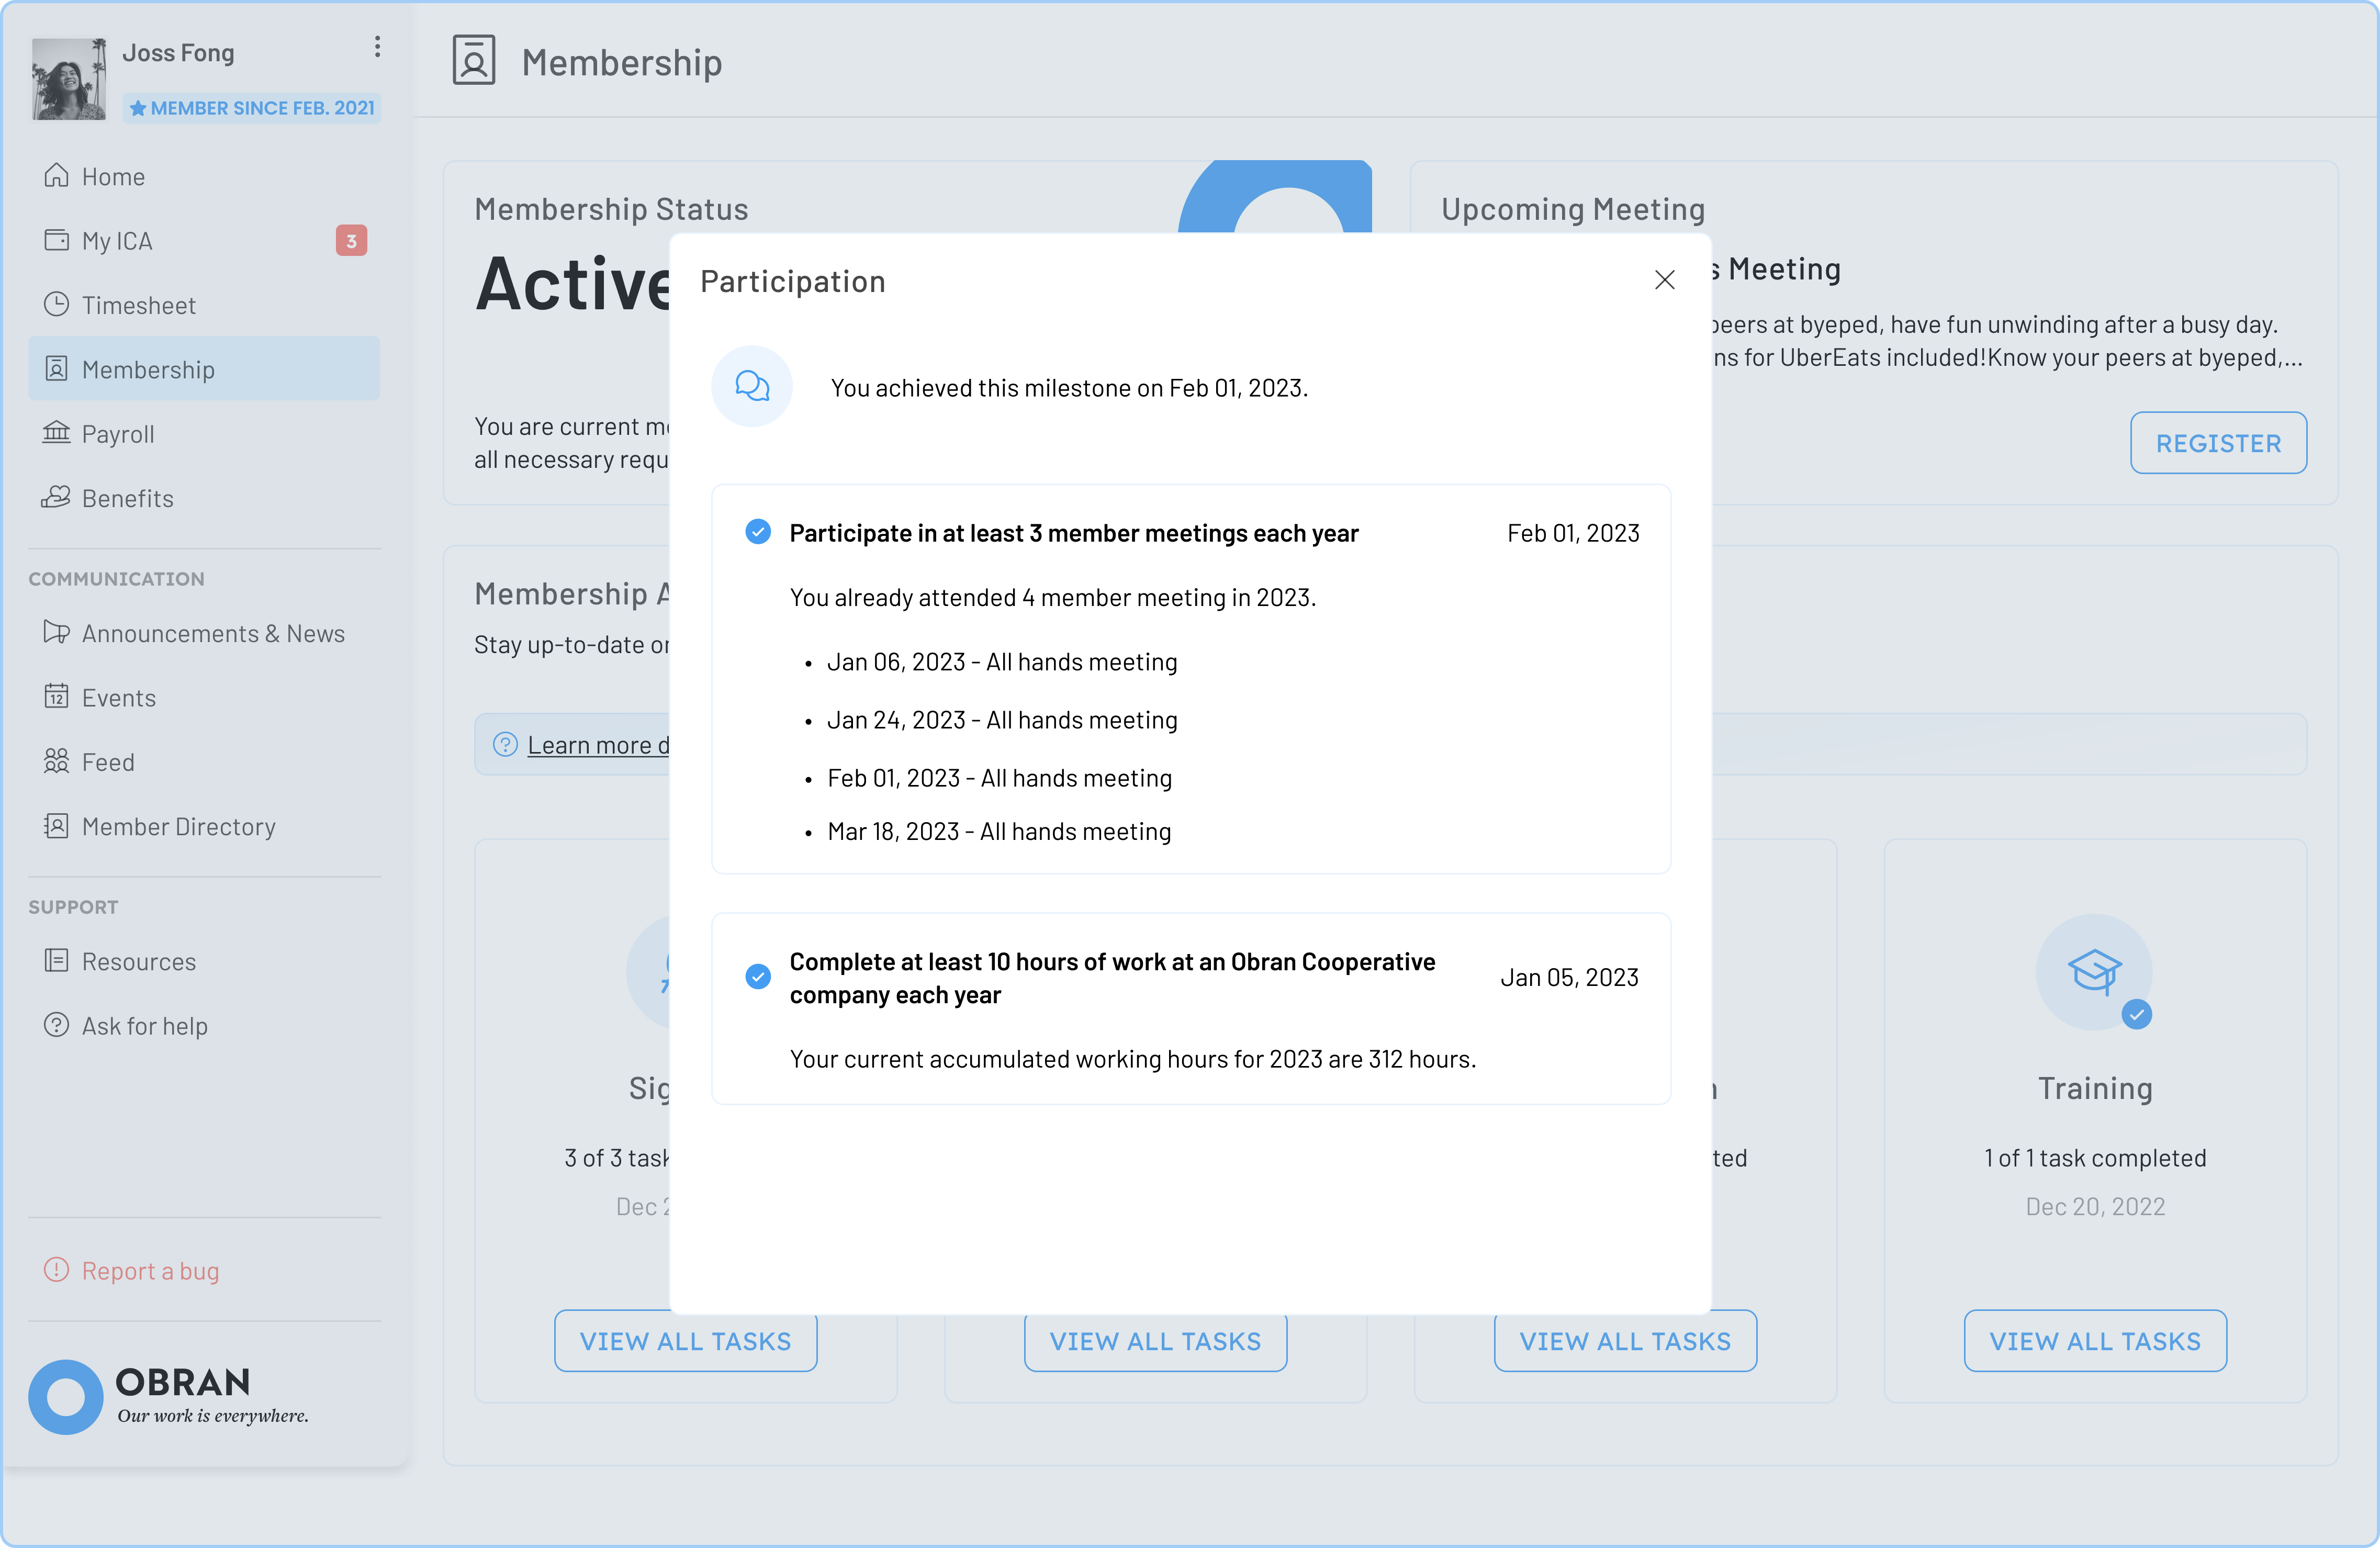 Joss Fong
MEMBER SINCE FEB. 2021
Home
My ICA
3
Timesheet
Membership
Payroll
Benefits
COMMUNICATION
Announcements & News
12
Events
Feed
Member Directory
SUPPORT
Resources
Ask for help
Report a bug
OBRAN
Our work is everywhere.
Membership
Membership Status
Active
You are current
all necessary
Upcoming Meeting
Meeting
peers at byeped, have fun unwinding after a busy day.
for UberEats included!Know your peers at byeped,...
REGISTER
Membership
Stay up-to-date
Learn more
Participation
You achieved this milestone on Feb 01, 2023.
Participate in at least 3 member meetings each year
Feb 01, 2023
You already attended 4 member meeting in 2023.
• Jan 06, 2023 - All hands meeting
• Jan 24, 2023 - All hands meeting
• Feb 01, 2023 - All hands meeting
• Mar 18, 2023 - All hands meeting
Complete at least 10 hours of work at an Obran Cooperative
company each year
Jan 05, 2023
Your current accumulated working hours for 2023 are 312 hours.
3 of 3
Dec
VIEW ALL TASKS
VIEW ALL TASKS
VIEW ALL TASKS
Training
1 of 1 task completed
Dec 20, 2022
VIEW ALL TASKS